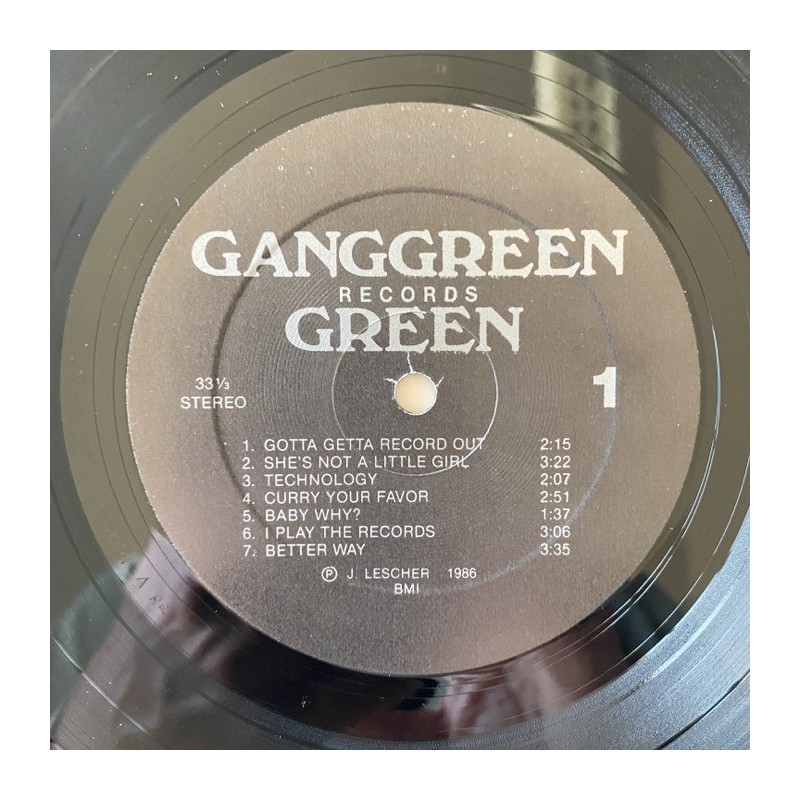 GANGGREEN
RECORDS
GREEN
33 ⅓
STEREO
1
1. GOTTA GETTA RECORD OUT 2:15
2. SHE'S NOT A LITTLE GIRL 3:22
3. TECHNOLOGY 2:07
4. CURRY YOUR FAVOR 2:51
5. BABY WHY? 1:37
6. I PLAY THE RECORDS 3:06
7. BETTER WAY 3:35
℗ J. LESCHER 1986
BMI